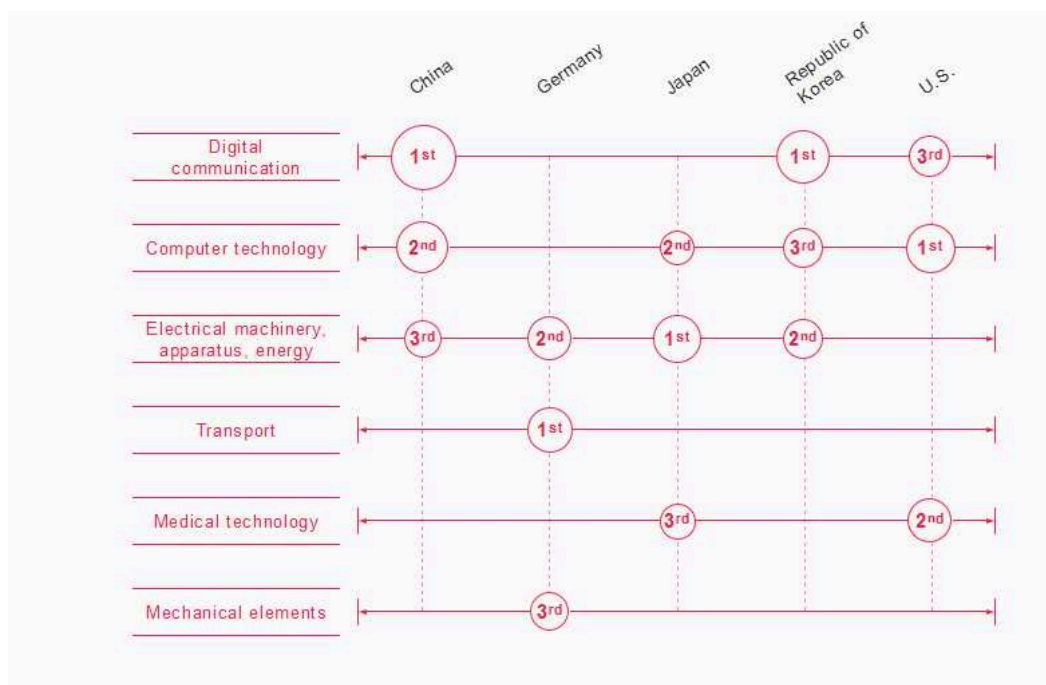 China
Germany
Japan
Republic of
Korea
U.S.
Digital
communication
1st
1st
3rd
Computer technology
2nd
2nd
3rd
1st
Electrical machinery,
apparatus, energy
3rd
2nd
1st
2nd
Transport
1st
Medical technology
3rd
2nd
Mechanical elements
3rd